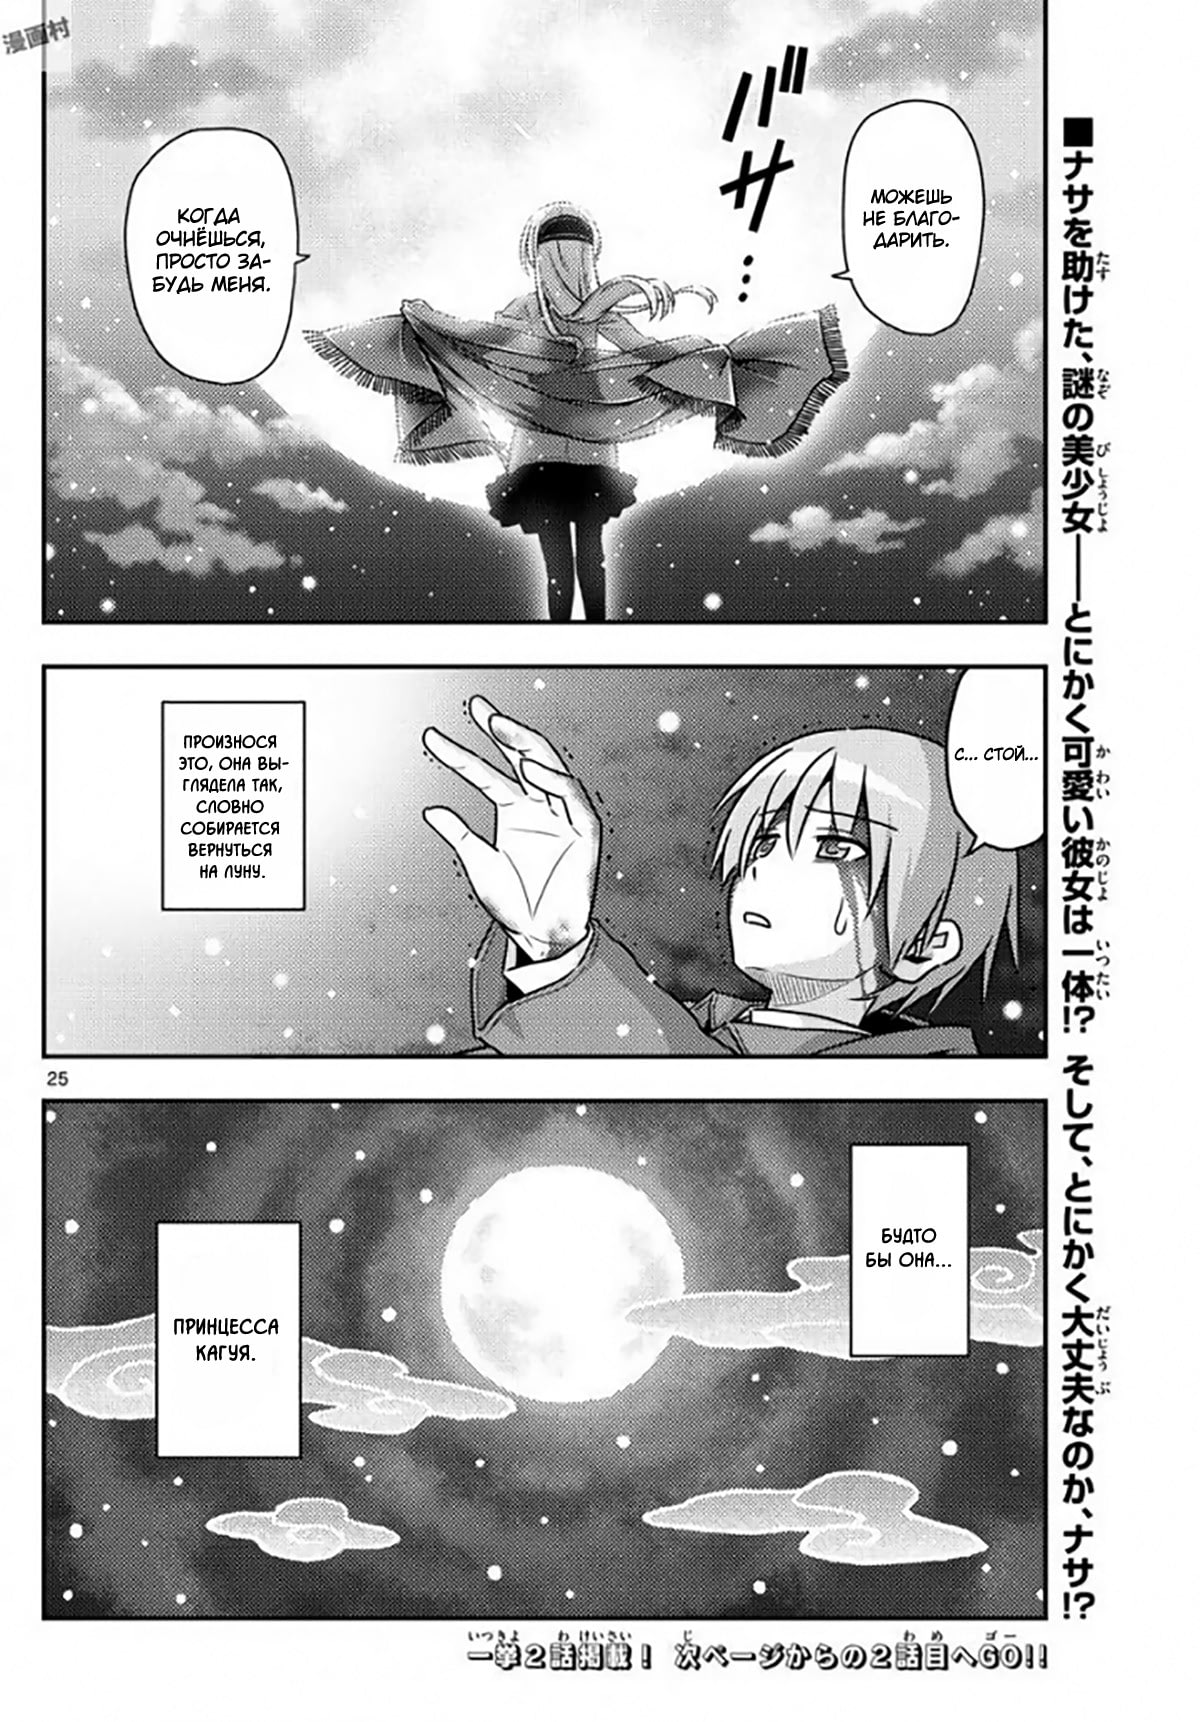 漫画村
МОЖЕШЬ
НЕ БЛАГО-
ДАРИТЬ.
КОГДА
ОЧНЁШЬСЯ,
ПРОСТО ЗА-
БУДЬ МЕНЯ.
С... СТОЙ...
ПРОИЗНОСЯ
ЭТО, ОНА ВЫ-
ГЛЯДЕЛА ТАК,
СЛОВНО
СОБИРАЕТСЯ
ВЕРНУТЬСЯ
НА ЛУНУ.
25
БУДТО
БЫ ОНА...
ПРИНЦЕССА
КАГУЯ.
■ナサを助けた、謎の美少女――とにかく可愛い彼女は一体!? そして、とにかく大丈夫なのか、ナサ!?
一挙2話掲載! 次ページからの2話目へGO!!